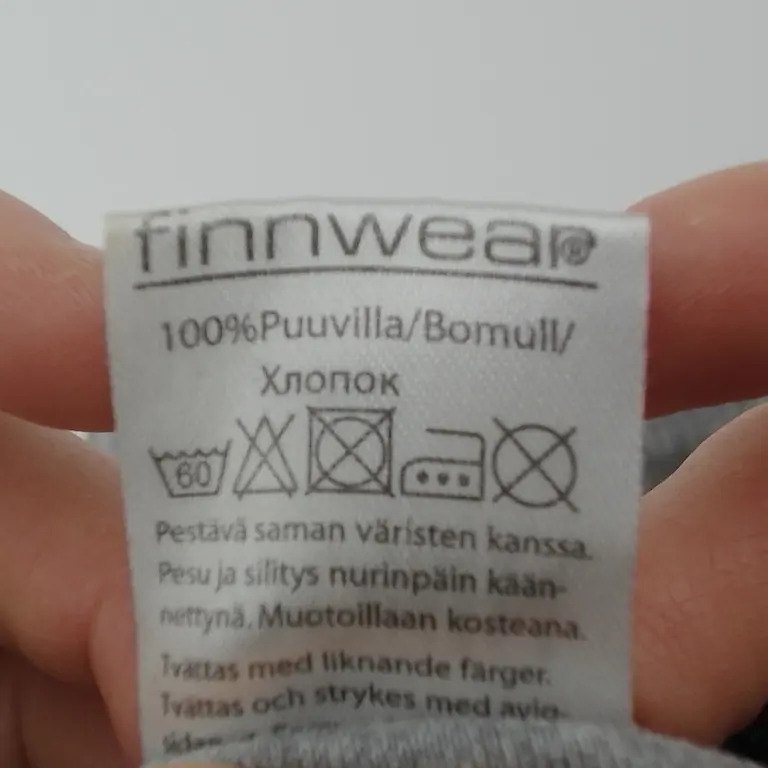 finnwear®
100%Puuvilla/Bomull/
Хлопок
60
Pestävä saman väristen kanssa.
Pesu ja silitys nurinpäin kään-
nettynä. Muotoillaan kosteana.
Tvättas med liknande färger.
Tvättas och strykes med avig-